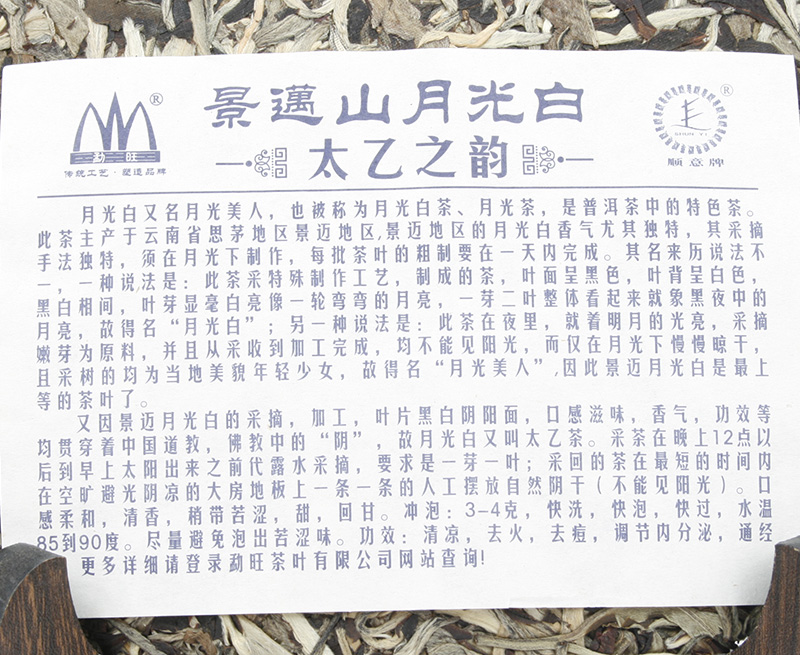 景邁山月光白
太乙之韵
勐旺
传统工艺·塑造品牌
SHUN YI
顺意牌
月光白又名月光美人，也被称为月光白茶、月光茶，是普洱茶中的特色茶。
此茶主产于云南省思茅地区景迈地区,景迈地区的月光白香气尤其独特，其采摘
手法独特，须在月光下制作，每批茶叶的粗制要在一天内完成。其名来历说法不
一，一种说法是：此茶采特殊制作工艺，制成的茶，叶面呈黑色，叶背呈白色，
黑白相间，叶芽显毫白亮像一轮弯弯的月亮，一芽二叶整体看起来就象黑夜中的
月亮，故得名“月光白”；另一种说法是：此茶在夜里，就着明月的光亮，采摘
嫩芽为原料，并且从采收到加工完成，均不能见阳光，而仅在月光下慢慢晾干，
且采树的均为当地美貌年轻少女，故得名“月光美人”,因此景迈月光白是最上
等的茶叶了。
又因景迈月光白的采摘，加工，叶片黑白阴阳面，口感滋味，香气，功效等
均贯穿着中国道教，佛教中的“阴”，故月光白又叫太乙茶。采茶在晚上12点以
后到早上太阳出来之前代露水采摘，要求是一芽一叶；采回的茶在最短的时间内
在空旷避光阴凉的大房地板上一条一条的人工摆放自然阴干（不能见阳光）。口
感柔和，清香，稍带苦涩，甜，回甘。冲泡：3-4克，快洗，快泡，快过，水温
85到90度。尽量避免泡出苦涩味。功效：清凉，去火，去痘，调节内分泌，通经
更多详细请登录勐旺茶叶有限公司网站查询!